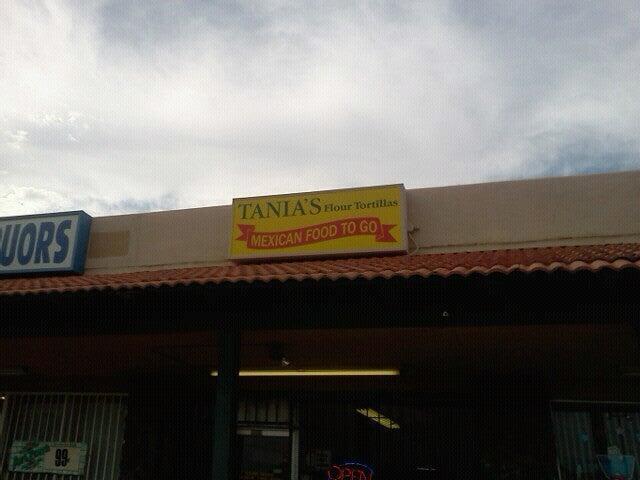 TANIA'S Flour Tortillas
MEXICAN FOOD TO GO
UORS
99¢
OPEN